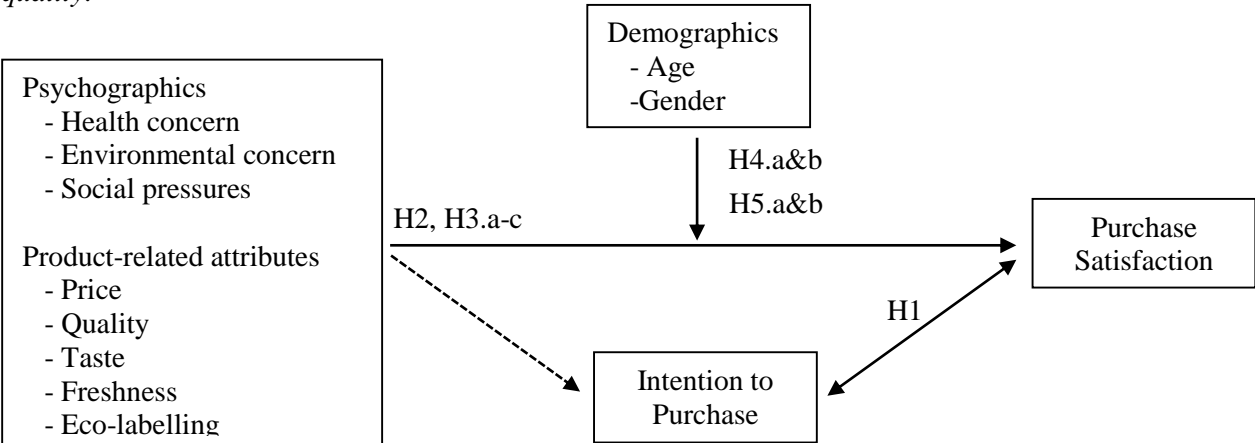 quality.
Demographics
- Age
-Gender
Psychographics
- Health concern
- Environmental concern
- Social pressures
H4.a&b
H5.a&b
H2, H3.a-c
Product-related attributes
- Price
- Quality
- Taste
- Freshness
- Eco-labelling
Purchase
Satisfaction
H1
Intention to
Purchase